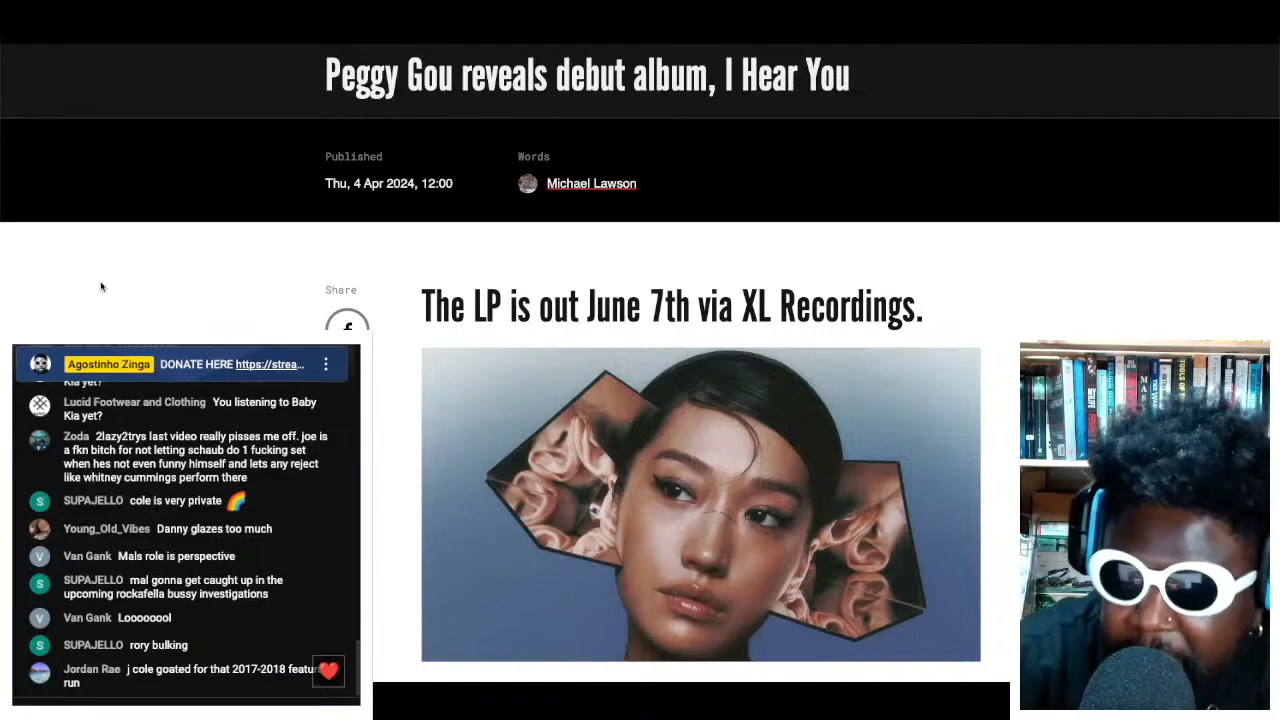 Peggy Gou reveals debut album, I Hear You
Published
Words
Thu, 4 Apr 2024, 12:00
Michael Lawson
Share
The LP is out June 7th via XL Recordings.
Agostinho Zinga DONATE HERE https://strea...
Kia yet?
Lucid Footwear and Clothing You listening to Baby
Kia yet?
Zoda 2lazy2trys last video really pisses me off. joe is
a fkn bitch for not letting schaub do 1 fucking set
when hes not even funny himself and lets any reject
like whitney cummings perform there
SUPAJELLO cole is very private 🌈
Young_Old_Vibes Danny glazes too much
Van Gank Mals role is perspective
SUPAJELLO mal gonna get caught up in the
upcoming rockafella bussy investigations
Van Gank Loooooool
SUPAJELLO rory bulking
Jordan Rae j cole goated for that 2017-2018
run